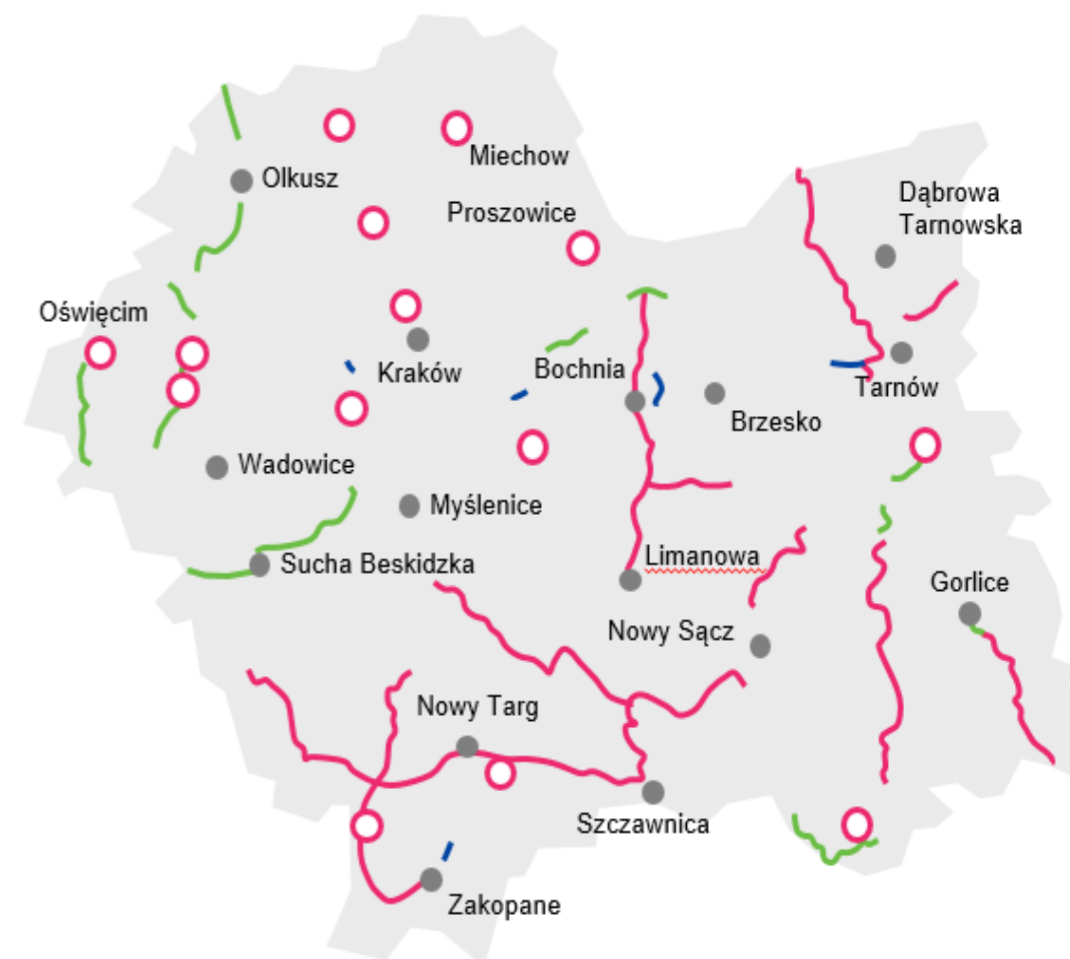 Miechow
Olkusz
Dąbrowa
Tarnowska
Proszowice
Oświęcim
Kraków
Bochnia
Tarnów
Brzesko
Wadowice
Myślenice
Limanowa
Sucha Beskidzka
Gorlice
Nowy Sącz
Nowy Targ
Szczawnica
Zakopane